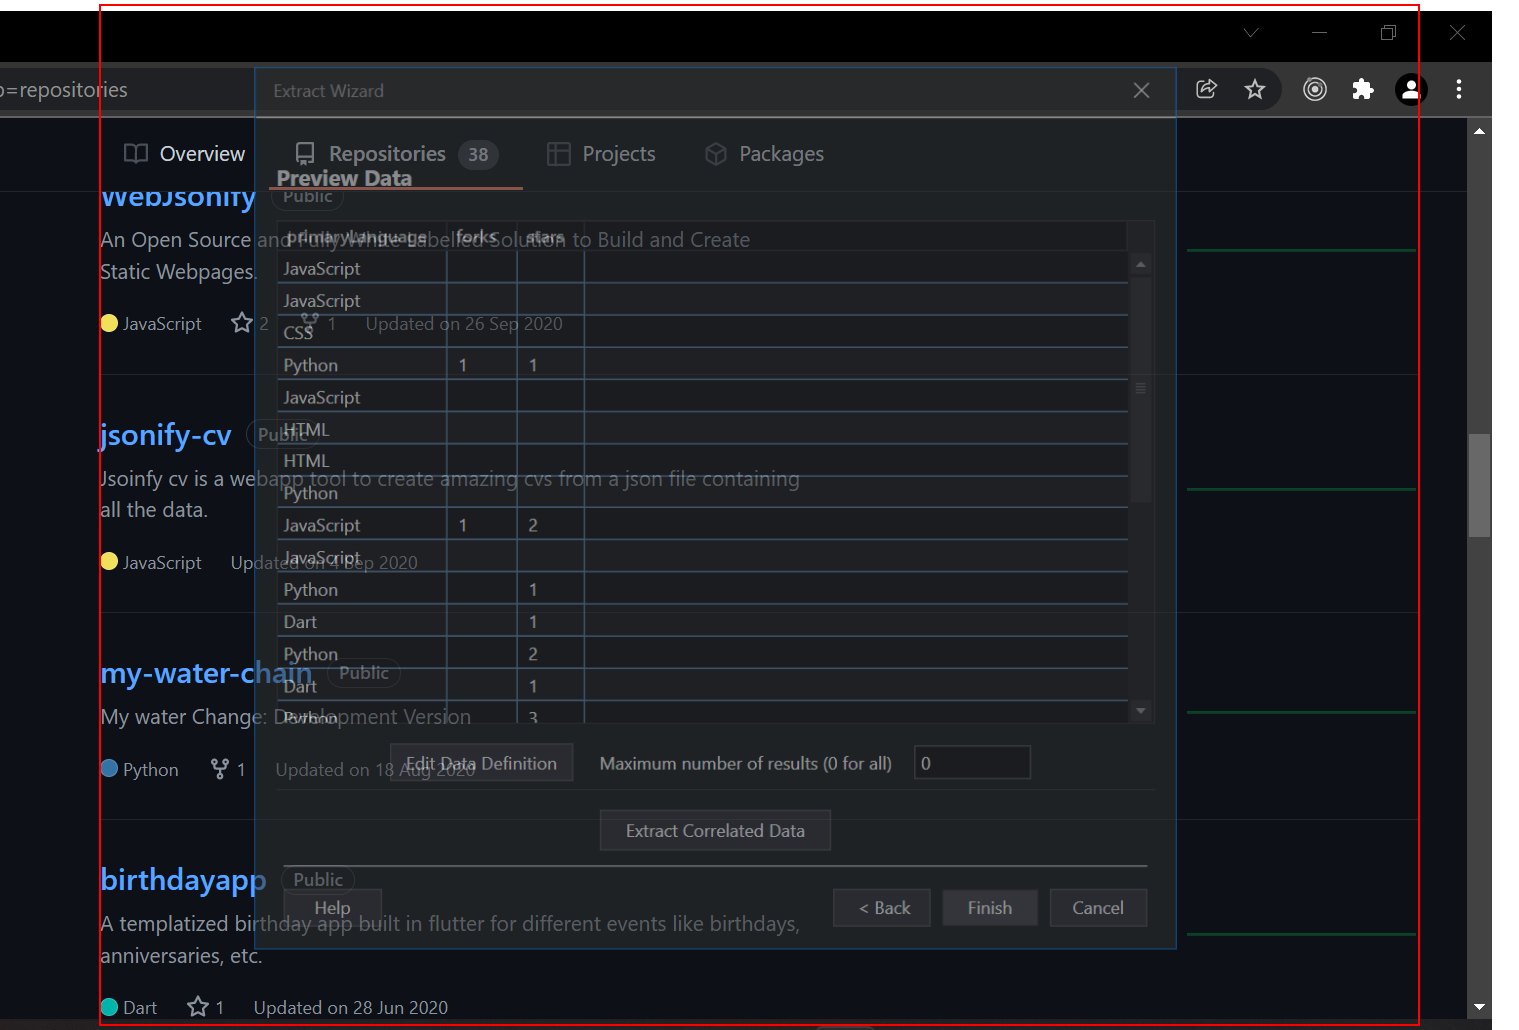 p=repositories
Extract Wizard
Overview
Repositories 38
Projects
Packages
Preview Data
WebJsonify Public
An Open Source and Fully White Labelled Solution to Build and Create
Static Webpages.
JavaScript 2 1 Updated on 26 Sep 2020
jsonify-cv Public
Jsoinfy cv is a webapp tool to create amazing cvs from a json file containing
all the data.
JavaScript Updated on 4 Sep 2020
my-water-chain Public
My water Change: Development Version
Python 1 Updated on 18 Aug 2020
birthdayapp Public
A templatized birthday app built in flutter for different events like birthdays,
anniversaries, etc.
Dart 1 Updated on 28 Jun 2020
primaryLanguage forks stars
JavaScript
JavaScript
CSS
Python 1 1
JavaScript
HTML
HTML
Python
JavaScript 1 2
JavaScript
Python 1
Dart 1
Python 2
Dart 1
Python 3
Edit Data Definition
Maximum number of results (0 for all) 0
Extract Correlated Data
Help
< Back
Finish
Cancel